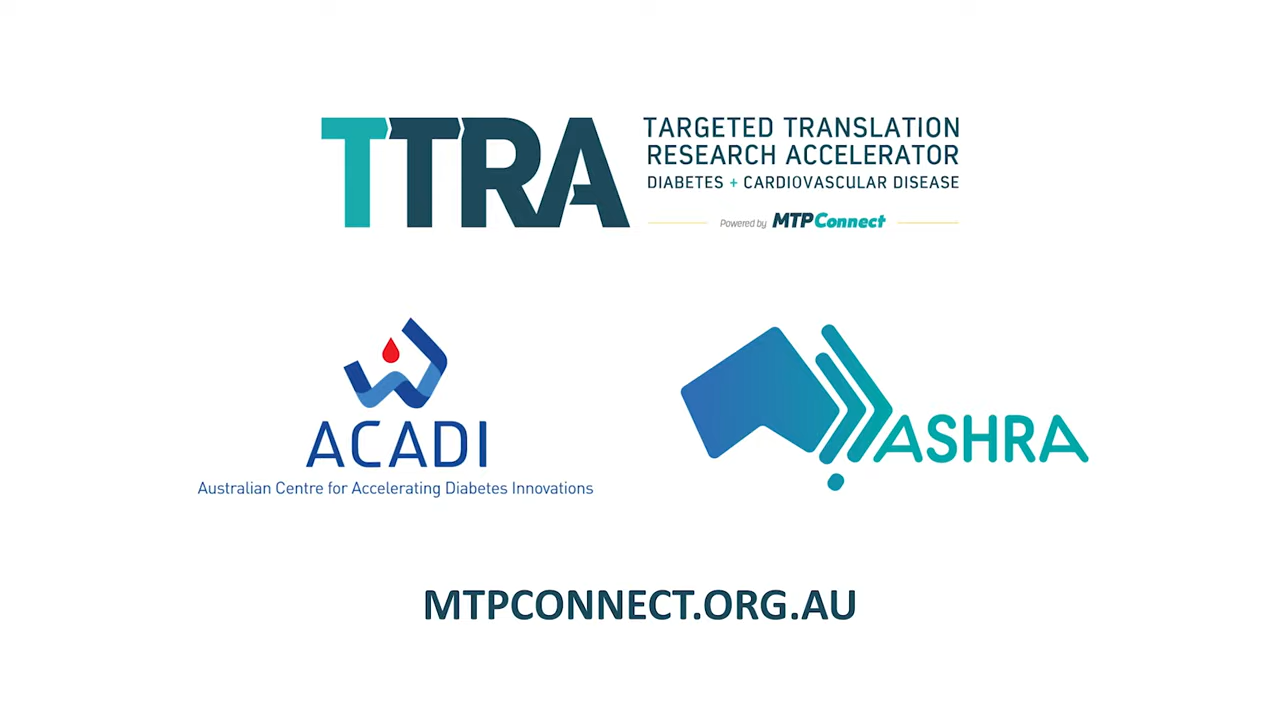 TTRA
TARGETED TRANSLATION
RESEARCH ACCELERATOR
DIABETES + CARDIOVASCULAR DISEASE
Powered by MTPConnect
ACADI
Australian Centre for Accelerating Diabetes Innovations
ASHRA
MTPCONNECT.ORG.AU